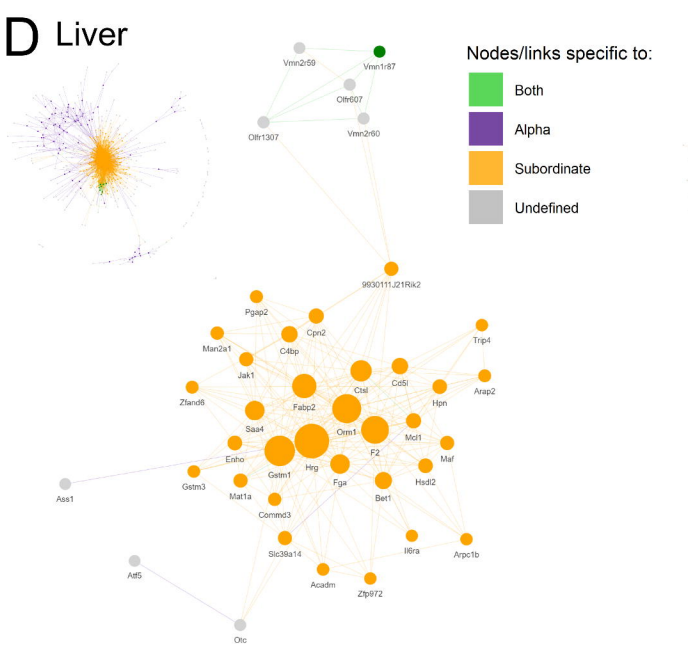 D Liver
Nodes/links specific to:
Both
Alpha
Subordinate
Undefined
Vmn2r59
Vmn1r87
Olfr607
Olfr1307
Vmn2r60
9930111J21Rik2
Pgap2
Cpn2
Trip4
Man2a1
C4bp
Jak1
Cd5l
Arap2
Ctsl
Hpn
Zfand6
Fabp2
Saa4
Orm1
Mcl1
Enho
F2
Maf
Gstm1
Hrg
Gstm3
Fga
Hsdl2
Mat1a
Bet1
Ass1
Commd3
Slc39a14
Il6ra
Arpc1b
Atf5
Acadm
Zfp972
Otc